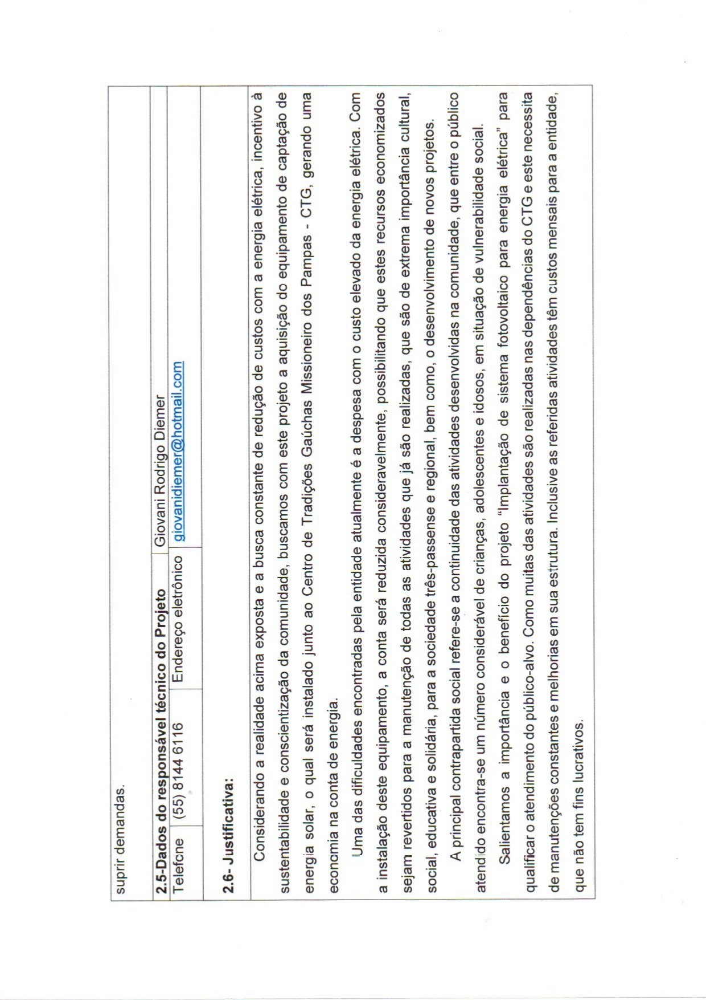 suprir demandas.
2.5-Dados do responsável técnico do Projeto Giovani Rodrigo Diemer
Telefone (55) 8144 6116 Endereço eletrônico giovanidiemer@hotmail.com
2.6- Justificativa:
Considerando a realidade acima exposta e a busca constante de redução de custos com a energia elétrica, incentivo à
sustentabilidade e conscientização da comunidade, buscamos com este projeto a aquisição do equipamento de captação de
energia solar, o qual será instalado junto ao Centro de Tradições Gaúchas Missioneiro dos Pampas - CTG, gerando uma
economia na conta de energia.
Uma das dificuldades encontradas pela entidade atualmente é a despesa com o custo elevado da energia elétrica. Com
a instalação deste equipamento, a conta será reduzida consideravelmente, possibilitando que estes recursos economizados
sejam revertidos para a manutenção de todas as atividades que já são realizadas, que são de extrema importância cultural,
social, educativa e solidária, para a sociedade três-passense e regional, bem como, o desenvolvimento de novos projetos.
A principal contrapartida social refere-se a continuidade das atividades desenvolvidas na comunidade, que entre o público
atendido encontra-se um número considerável de crianças, adolescentes e idosos, em situação de vulnerabilidade social.
Salientamos a importância e o benefício do projeto “Implantação de sistema fotovoltaico para energia elétrica” para
qualificar o atendimento do público-alvo. Como muitas das atividades são realizadas nas dependências do CTG e este necessita
de manutenções constantes e melhorias em sua estrutura. Inclusive as referidas atividades têm custos mensais para a entidade,
que não tem fins lucrativos.